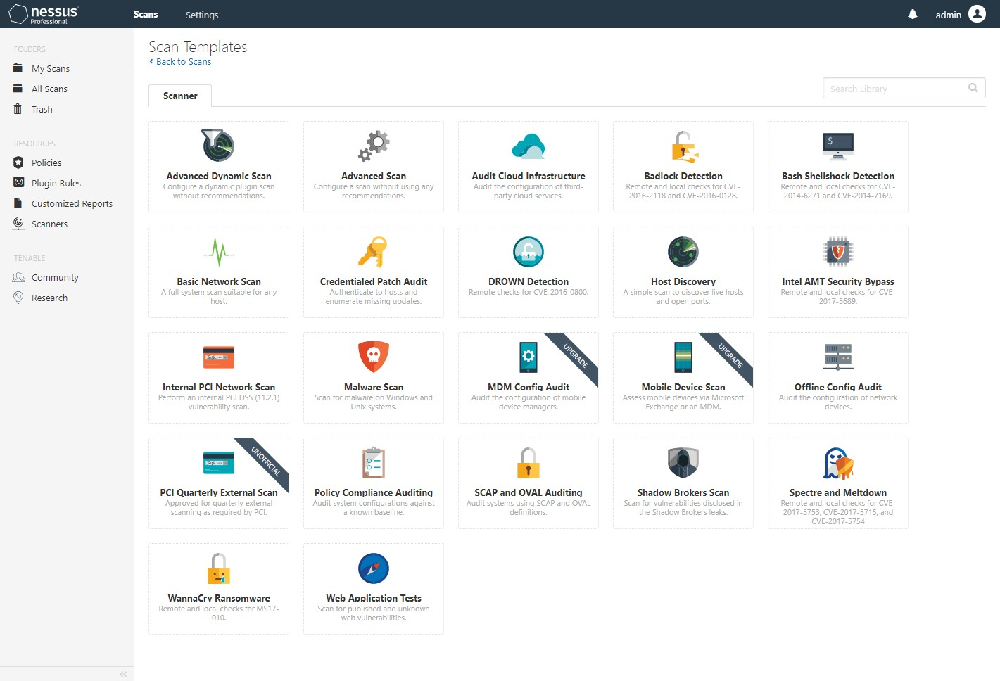 nessus
Professional
Scans
Settings
admin
FOLDERS
My Scans
All Scans
Trash
RESOURCES
Policies
Plugin Rules
Customized Reports
Scanners
TENABLE
Community
Research
Scan Templates
Back to Scans
Scanner
Search Library
Advanced Dynamic Scan
Configure a dynamic plugin scan
without recommendations.
Advanced Scan
Configure a scan without using any
recommendations.
Audit Cloud Infrastructure
Audit the configuration of third-
party cloud services.
Badlock Detection
Remote and local checks for CVE-
2016-2118 and CVE-2016-0128.
$_
Bash Shellshock Detection
Remote and local checks for CVE-
2014-6271 and CVE-2014-7169.
Basic Network Scan
A full system scan suitable for any
host.
Credentialed Patch Audit
Authenticate to hosts and
enumerate missing updates.
DROWN Detection
Remote checks for CVE-2016-0800.
Host Discovery
A simple scan to discover live hosts
and open ports.
Intel AMT Security Bypass
Remote and local checks for CVE-
2017-5689.
Internal PCI Network Scan
Perform an internal PCI DSS (11.2.1)
vulnerability scan.
Malware Scan
Scan for malware on Windows and
Unix systems.
UPGRADE
MDM Config Audit
Audit the configuration of mobile
device managers.
UPGRADE
Mobile Device Scan
Assess mobile devices via Microsoft
Exchange or an MDM.
Offline Config Audit
Audit the configuration of network
devices.
UNOFFICIAL
PCI Quarterly External Scan
Approved for quarterly external
scanning as required by PCI.
Policy Compliance Auditing
Audit system configurations against
a known baseline.
SCAP and OVAL Auditing
Audit systems using SCAP and OVAL
definitions.
Shadow Brokers Scan
Scan for vulnerabilities disclosed in
the Shadow Brokers leaks.
Spectre and Meltdown
Remote and local checks for CVE-
2017-5753, CVE-2017-5715, and
CVE-2017-5754
WannaCry Ransomware
Remote and local checks for MS17-
010.
Web Application Tests
Scan for published and unknown
web vulnerabilities.